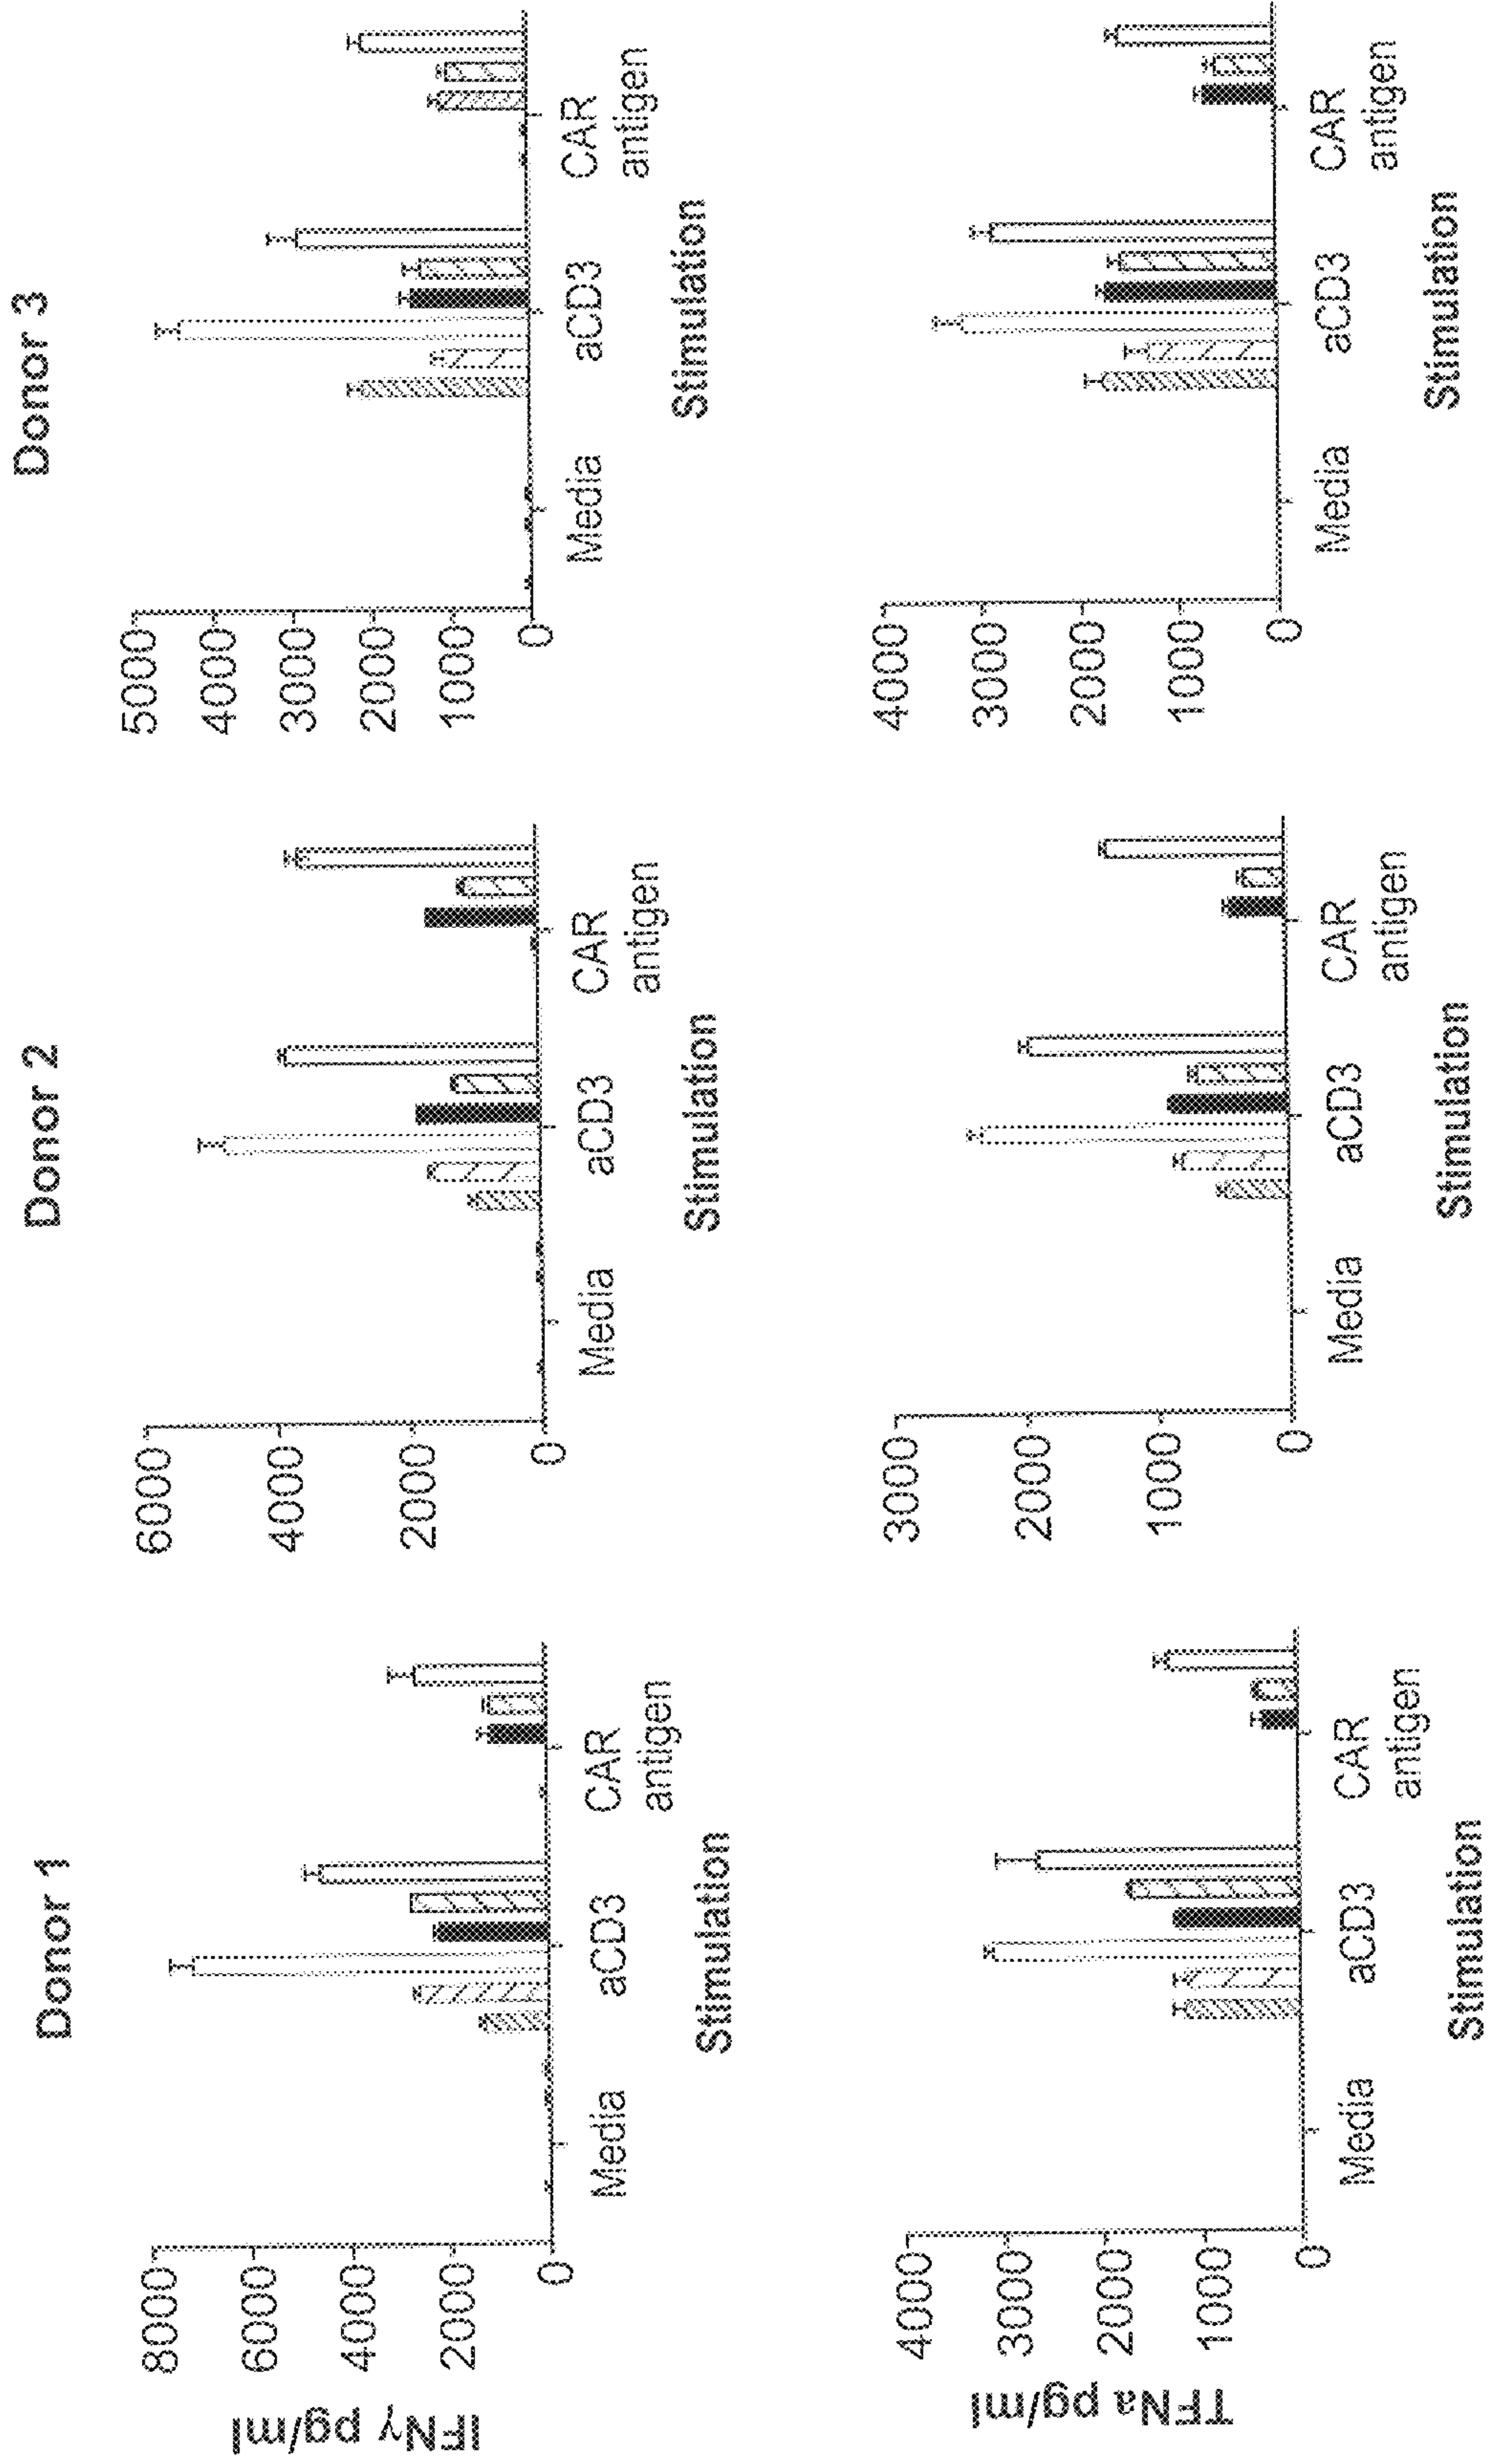 Donor 1
IFNγ pg/ml
8000
6000
4000
2000
0
Media
aCD3
CAR
antigen
Stimulation
Donor 2
6000
4000
2000
0
Media
aCD3
CAR
antigen
Stimulation
Donor 3
5000
4000
3000
2000
1000
0
Media
aCD3
CAR
antigen
Stimulation
TFNa pg/ml
4000
3000
2000
1000
0
Media
aCD3
CAR
antigen
Stimulation
3000
2000
1000
0
Media
aCD3
CAR
antigen
Stimulation
4000
3000
2000
1000
0
Media
aCD3
CAR
antigen
Stimulation